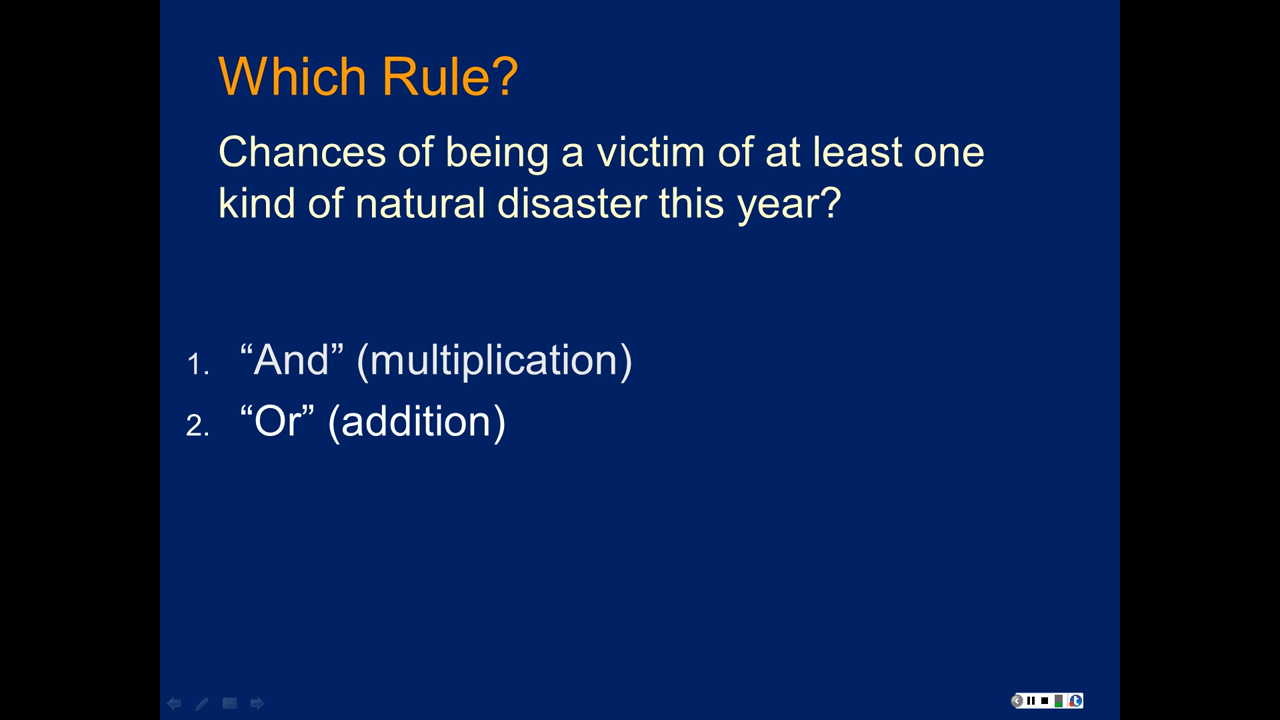 Which Rule?
Chances of being a victim of at least one
kind of natural disaster this year?
1. “And” (multiplication)
2. “Or” (addition)